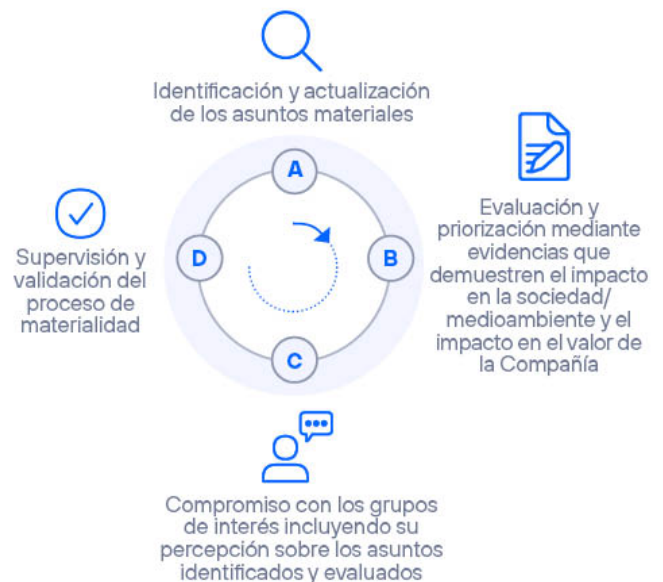 Identificación y actualización
de los asuntos materiales
A
Evaluación y
priorización mediante
evidencias que
demuestren el impacto
en la sociedad/
medioambiente y el
impacto en el valor de
la Compañía
B
Compromiso con los grupos
de interés incluyendo su
percepción sobre los asuntos
identificados y evaluados
C
Supervisión y
validación del
proceso de
materialidad
D